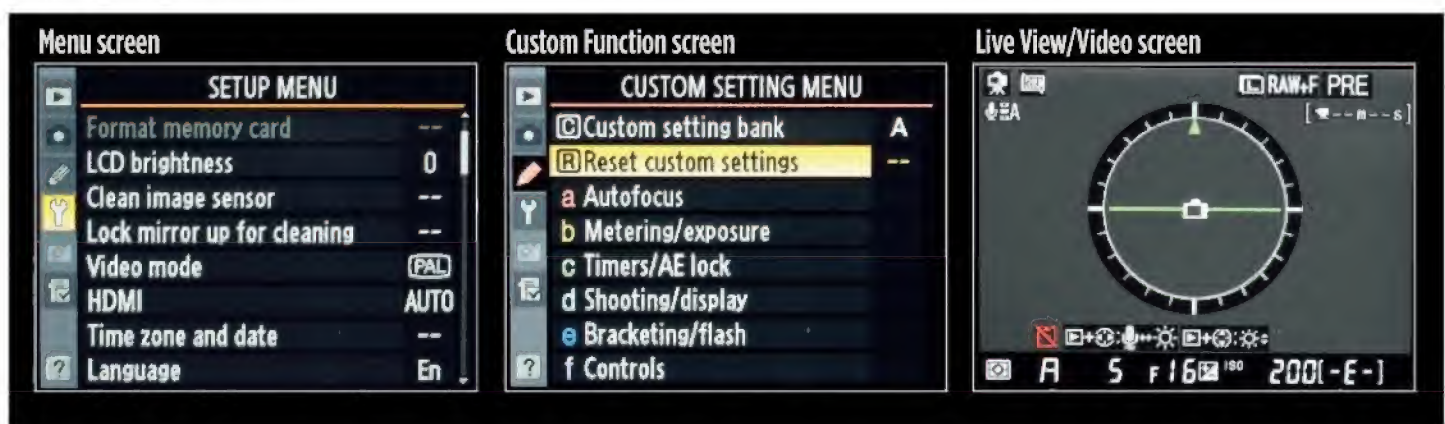 Menu screen
SETUP MENU
Format memory card --
LCD brightness 0
Clean image sensor --
Lock mirror up for cleaning --
Video mode PAL
HDMI AUTO
Time zone and date --
Language En
?
Custom Function screen
CUSTOM SETTING MENU
C Custom setting bank A
R Reset custom settings --
a Autofocus
b Metering/exposure
c Timers/AE lock
d Shooting/display
e Bracketing/flash
f Controls
?
Live View/Video screen
L RAW+F PRE
A [--m--s]
A 5 F16 ISO 200[-E-]